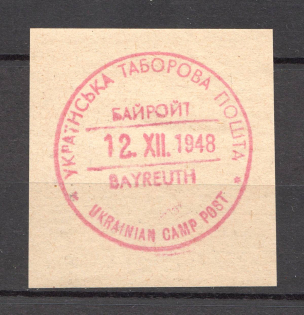 * УКРАЇНСЬКА ТАБОРОВА ПОШТА *
БАЙРОЙТ
12. XII. 1948
BAYREUTH
UKRAINIAN CAMP POST